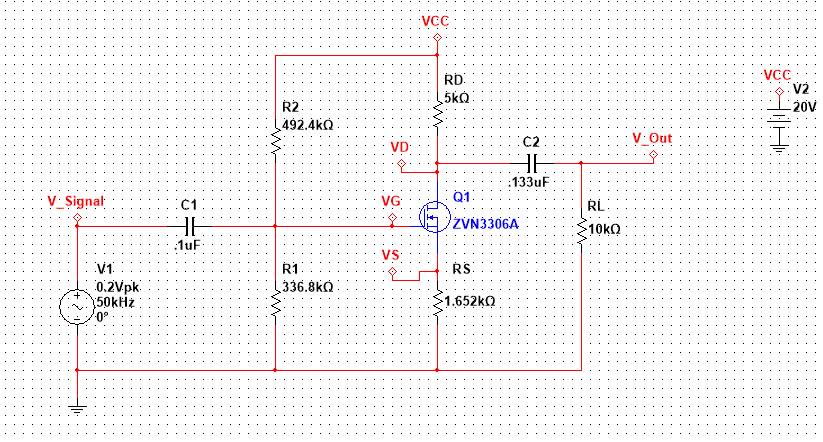 VCC
RD
5kΩ
VCC
V2
20V
R2
492.4kΩ
C2
V_Out
VD
.133uF
V_Signal
C1
VG
Q1
RL
.1uF
ZVN3306A
10kΩ
VS
V1
R1
RS
0.2Vpk
336.8kΩ
50kHz
1.652kΩ
0°